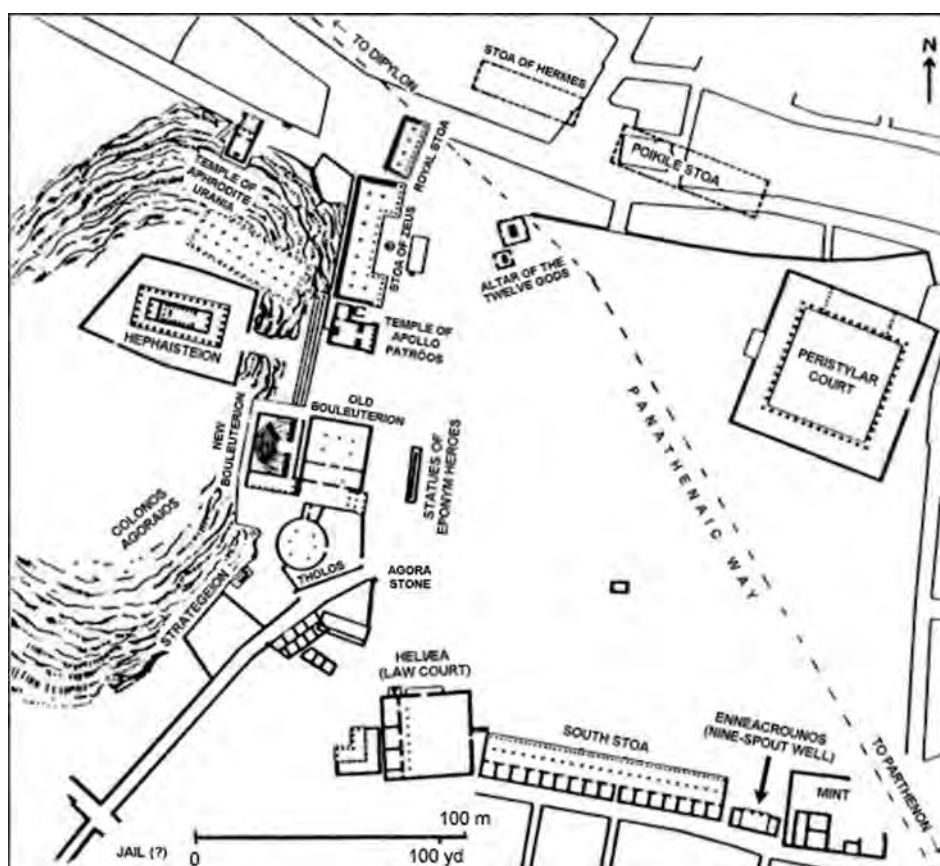 ← TO DIPYLON
N
STOA OF HERMES
ROYAL STOA
POIKILE STOA
TEMPLE OF
APHRODITE
URANIA
STOA OF ZEUS
ALTAR OF THE
TWELVE GODS
HEPHAISTEION
TEMPLE OF
APOLLO
PATRÓOS
PERISTYLAR
COURT
OLD
BOULEUTERION
NEW
BOULEUTERION
STATUES OF
EPONYM HEROES
PANATHENAIC WAY
COLONOS
AGORAIOS
THOLOS
AGORA
STONE
STRATEGEION
HELIÆA
(LAW COURT)
SOUTH STOA
ENNEACROUNOS
(NINE-SPOUT WELL)
TO PARTHENON
MINT
100 m
JAIL (?)
0
100 yd